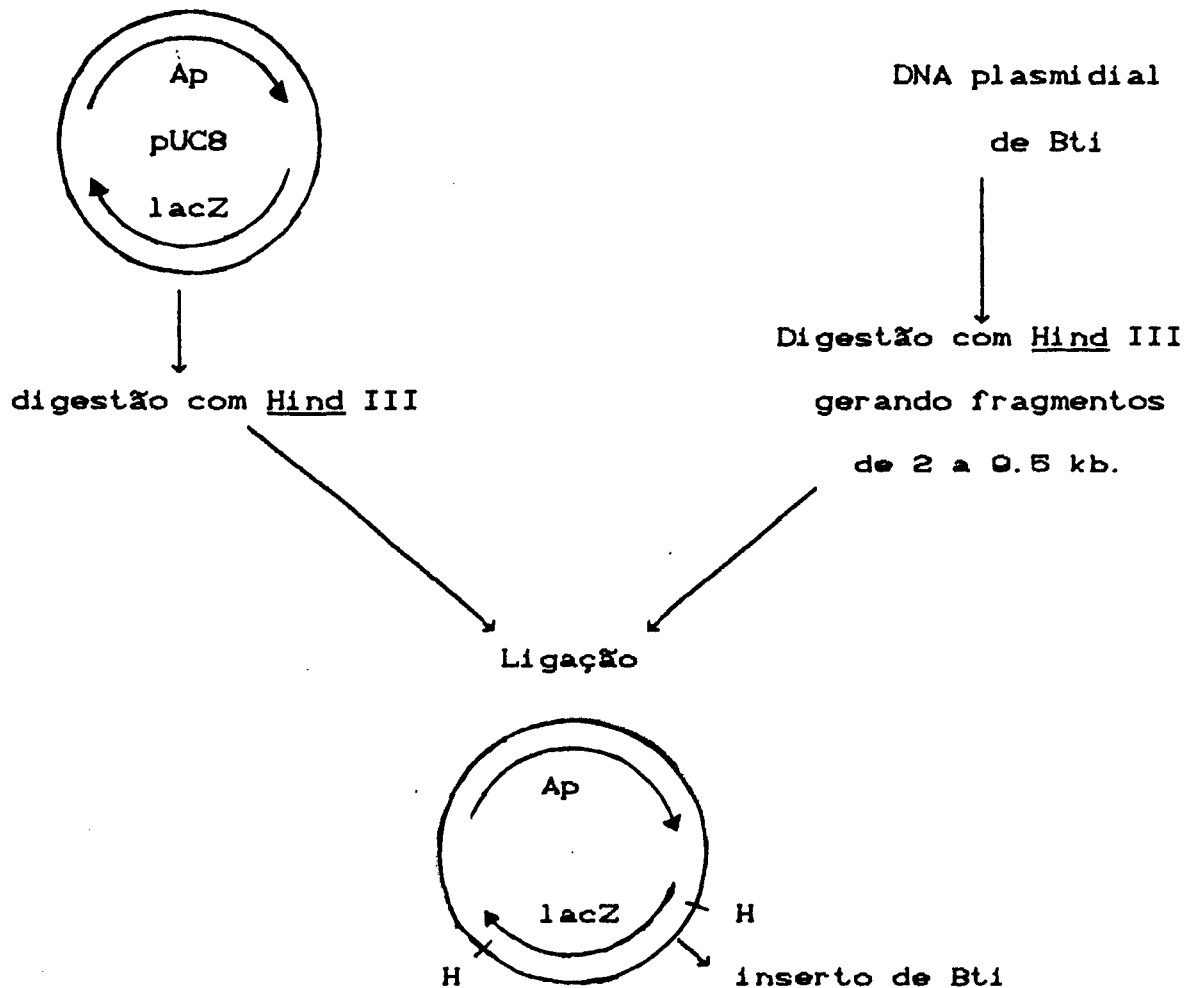 Ap
pUC8
lacZ
digestão com Hind III
DNA plasmidial
de Bti
Digestão com Hind III
gerando fragmentos
de 2 a 9.5 kb.
Ligação
Ap
lacZ
H
H
inserto de Bti